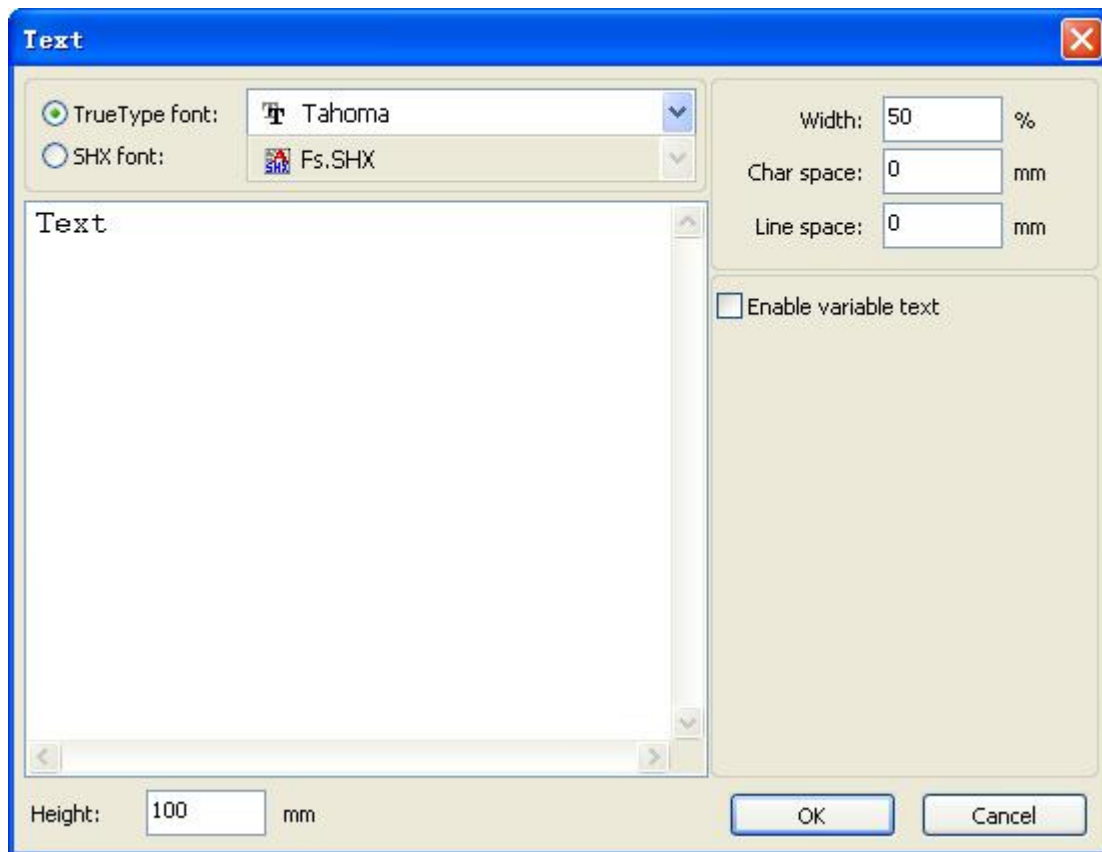 Text
TrueType font: Tahoma
SHX font: Fs.SHX
Width: 50 %
Char space: 0 mm
Line space: 0 mm
Text
Enable variable text
Height: 100 mm
OK Cancel